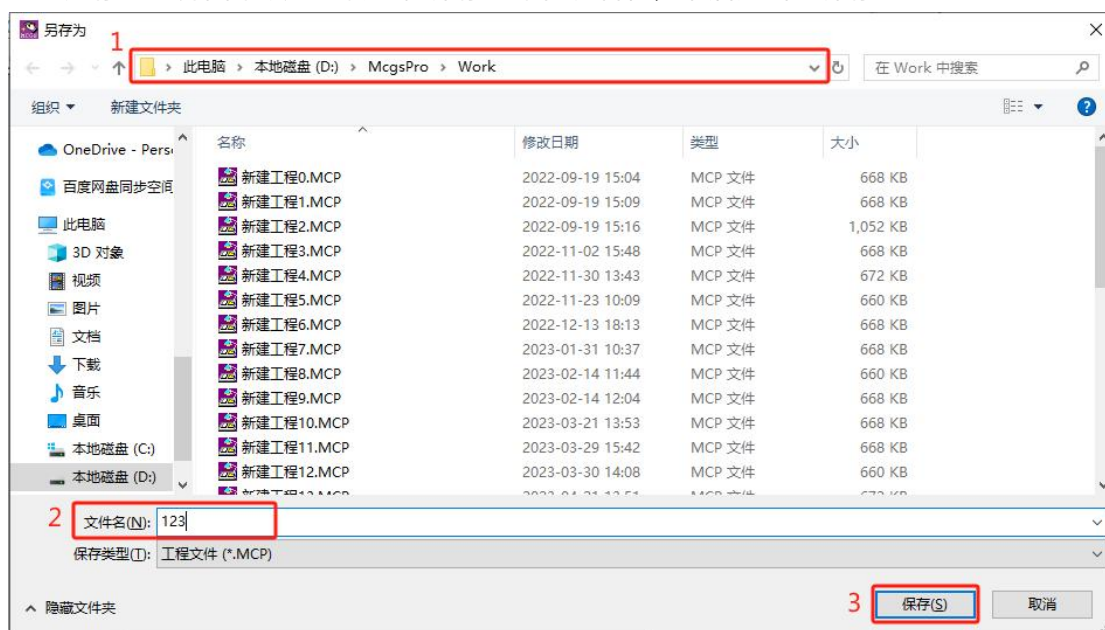 另存为
1
此电脑 > 本地磁盘 (D:) > McgsPro > Work
在 Work 中搜索
组织 新建文件夹
名称 修改日期 类型 大小
OneDrive - Pers
百度网盘同步空间
此电脑
3D 对象
视频
图片
文档
下载
音乐
桌面
本地磁盘 (C:)
本地磁盘 (D:)
新建工程0.MCP 2022-09-19 15:04 MCP 文件 668 KB
新建工程1.MCP 2022-09-19 15:09 MCP 文件 668 KB
新建工程2.MCP 2022-09-19 15:16 MCP 文件 1,052 KB
新建工程3.MCP 2022-11-02 15:48 MCP 文件 668 KB
新建工程4.MCP 2022-11-30 13:43 MCP 文件 672 KB
新建工程5.MCP 2022-11-23 10:09 MCP 文件 660 KB
新建工程6.MCP 2022-12-13 18:13 MCP 文件 668 KB
新建工程7.MCP 2023-01-31 10:37 MCP 文件 668 KB
新建工程8.MCP 2023-02-14 11:44 MCP 文件 660 KB
新建工程9.MCP 2023-02-14 12:04 MCP 文件 668 KB
新建工程10.MCP 2023-03-21 13:53 MCP 文件 668 KB
新建工程11.MCP 2023-03-29 15:42 MCP 文件 668 KB
新建工程12.MCP 2023-03-30 14:08 MCP 文件 660 KB
2 文件名(N): 123
保存类型(T): 工程文件 (*.MCP)
隐藏文件夹
3 保存(S) 取消